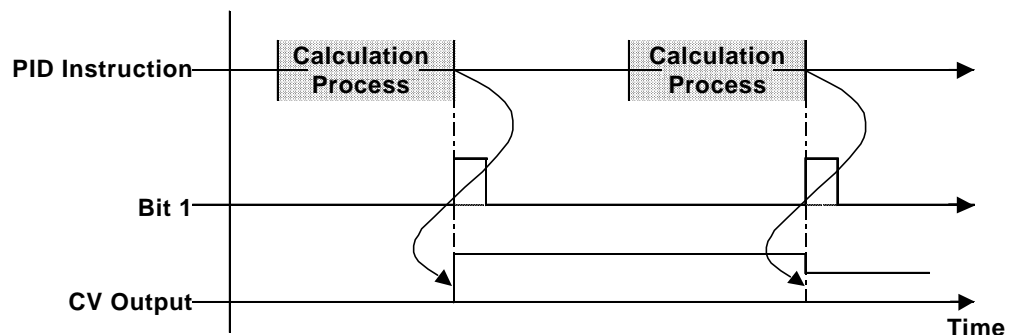 Calculation
Process
Calculation
Process
PID Instruction
Bit 1
CV Output
Time